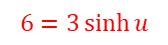 6 = 3 sinh u